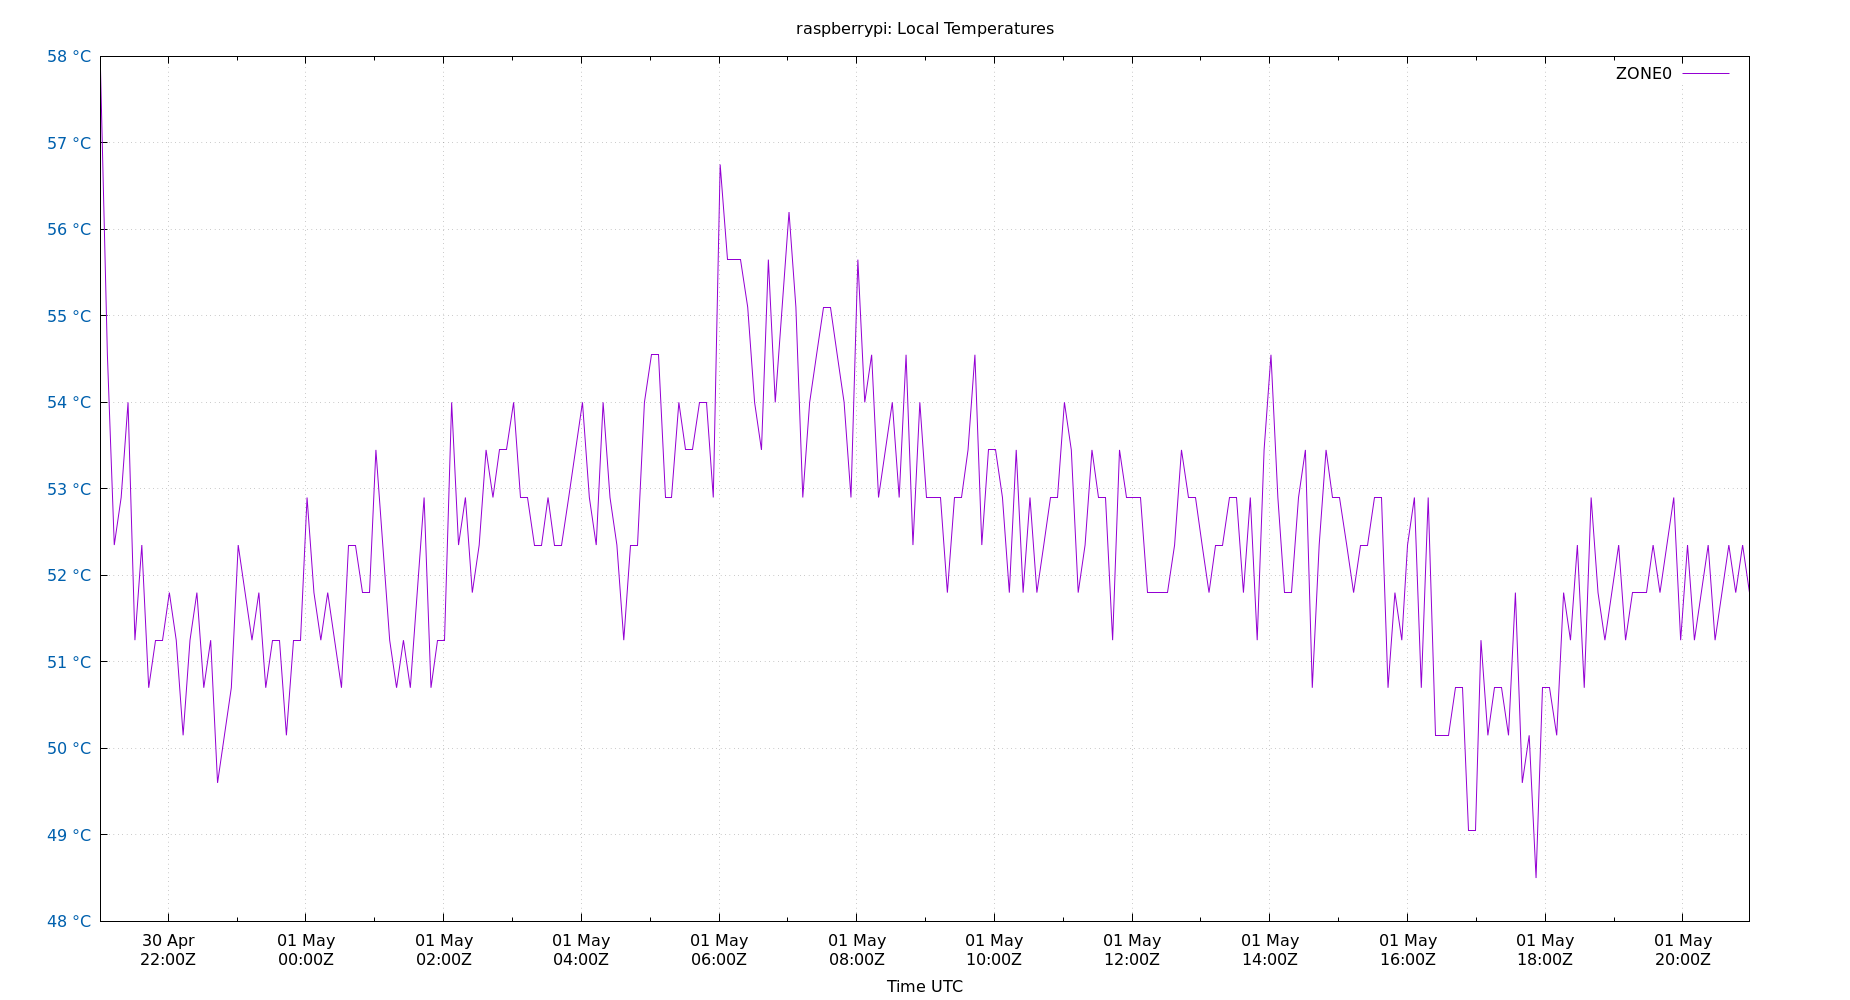 raspberrypi: Local Temperatures
ZONE0
58 °C
57 °C
56 °C
55 °C
54 °C
53 °C
52 °C
51 °C
50 °C
49 °C
48 °C
30 Apr
22:00Z
01 May
00:00Z
01 May
02:00Z
01 May
04:00Z
01 May
06:00Z
01 May
08:00Z
01 May
10:00Z
01 May
12:00Z
01 May
14:00Z
01 May
16:00Z
01 May
18:00Z
01 May
20:00Z
Time UTC